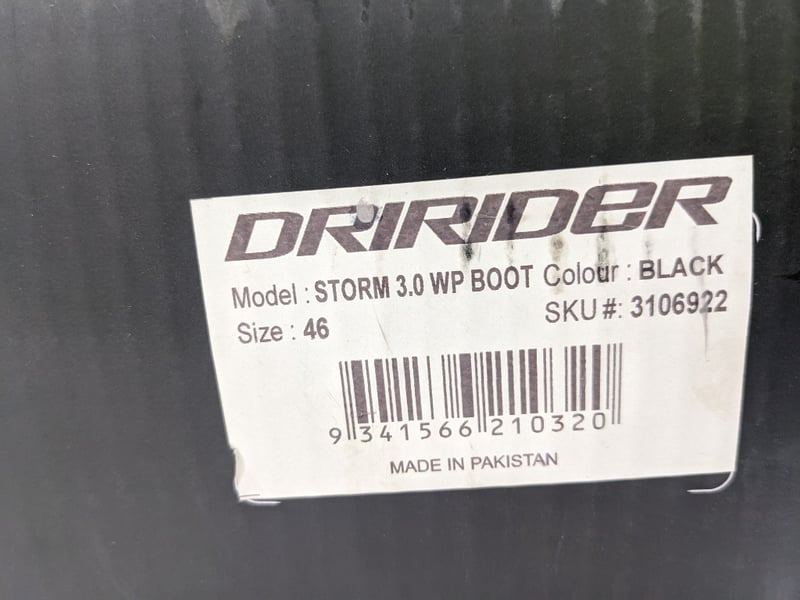 DRIRIDER
Model : STORM 3.0 WP BOOT Colour : BLACK
Size : 46 SKU #: 3106922
9 341566 210320
MADE IN PAKISTAN